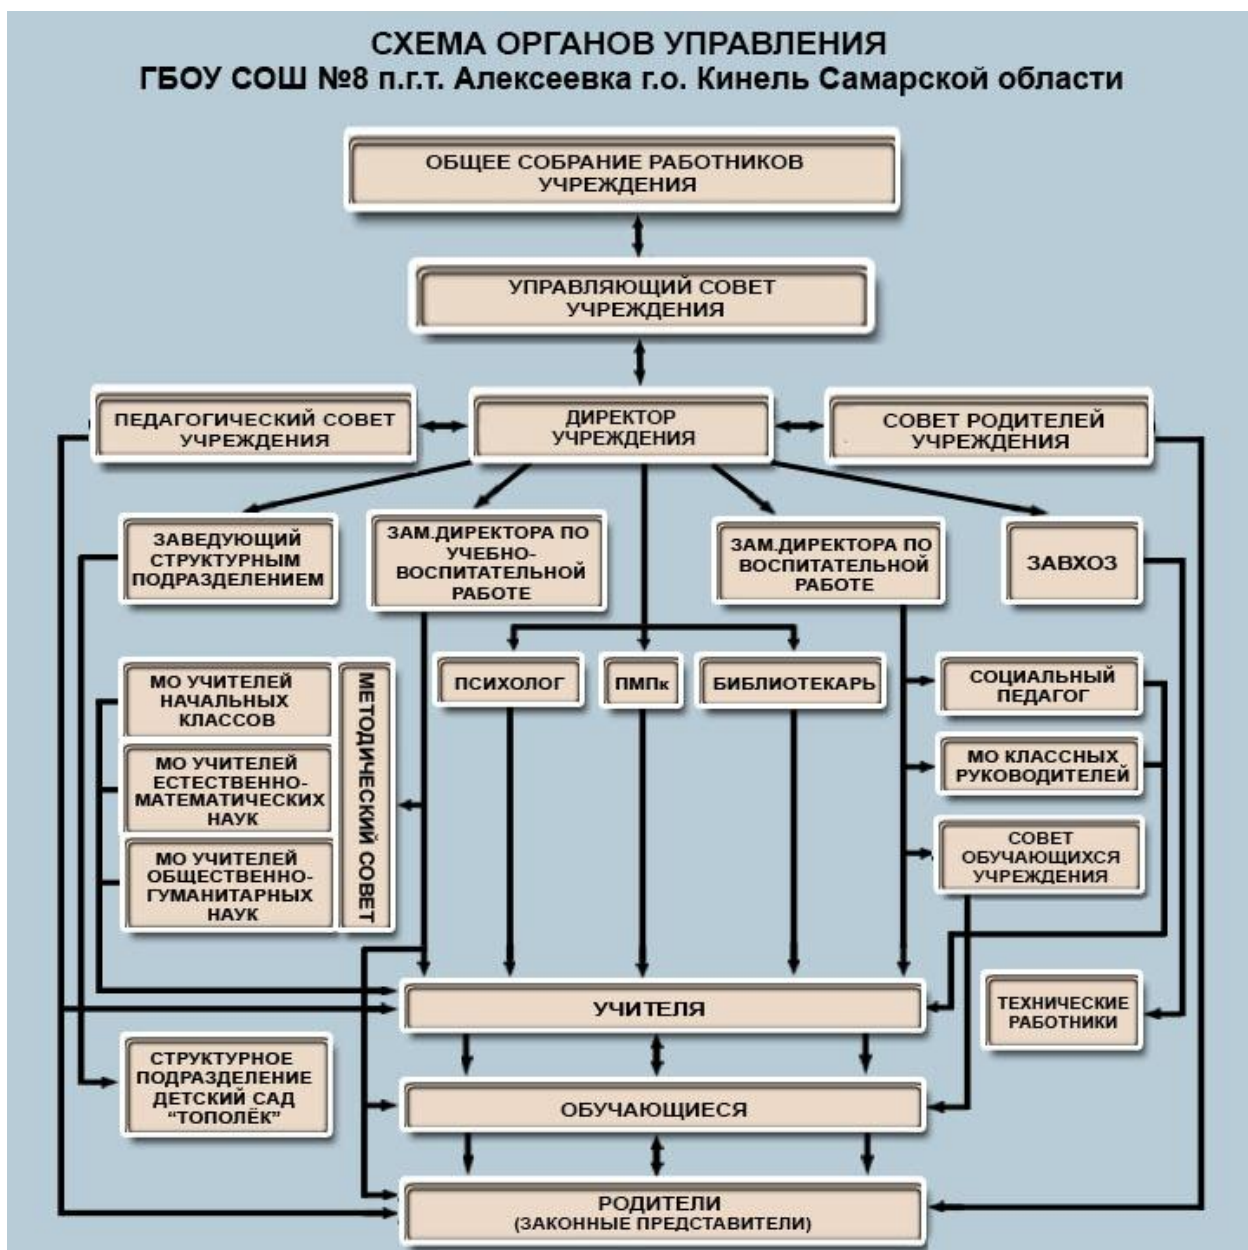 СХЕМА ОРГАНОВ УПРАВЛЕНИЯ
ГБОУ СОШ №8 п.г.т. Алексеевка г.о. Кинель Самарской области
ОБЩЕЕ СОБРАНИЕ РАБОТНИКОВ
УЧРЕЖДЕНИЯ
УПРАВЛЯЮЩИЙ СОВЕТ
УЧРЕЖДЕНИЯ
ПЕДАГОГИЧЕСКИЙ СОВЕТ
УЧРЕЖДЕНИЯ
ДИРЕКТОР
УЧРЕЖДЕНИЯ
СОВЕТ РОДИТЕЛЕЙ
УЧРЕЖДЕНИЯ
ЗАВЕДУЮЩИЙ
СТРУКТУРНЫМ
ПОДРАЗДЕЛЕНИЕМ
ЗАМ.ДИРЕКТОРА ПО
УЧЕБНО-
ВОСПИТАТЕЛЬНОЙ
РАБОТЕ
ЗАМ.ДИРЕКТОРА ПО
ВОСПИТАТЕЛЬНОЙ
РАБОТЕ
ЗАВХОЗ
МО УЧИТЕЛЕЙ
НАЧАЛЬНЫХ
КЛАССОВ
МО УЧИТЕЛЕЙ
ЕСТЕСТВЕННО-
МАТЕМАТИЧЕСКИХ
НАУК
МО УЧИТЕЛЕЙ
ОБЩЕСТВЕННО-
ГУМАНИТАРНЫХ
НАУК
МЕТОДИЧЕСКИЙ СОВЕТ
ПСИХОЛОГ
ПМПк
БИБЛИОТЕКАРЬ
СОЦИАЛЬНЫЙ
ПЕДАГОГ
МО КЛАССНЫХ
РУКОВОДИТЕЛЕЙ
СОВЕТ
ОБУЧАЮЩИХСЯ
УЧРЕЖДЕНИЯ
УЧИТЕЛЯ
ТЕХНИЧЕСКИЕ
РАБОТНИКИ
СТРУКТУРНОЕ
ПОДРАЗДЕЛЕНИЕ
ДЕТСКИЙ САД
“ТОПОЛЁК”
ОБУЧАЮЩИЕСЯ
РОДИТЕЛИ
(ЗАКОННЫЕ ПРЕДСТАВИТЕЛИ)